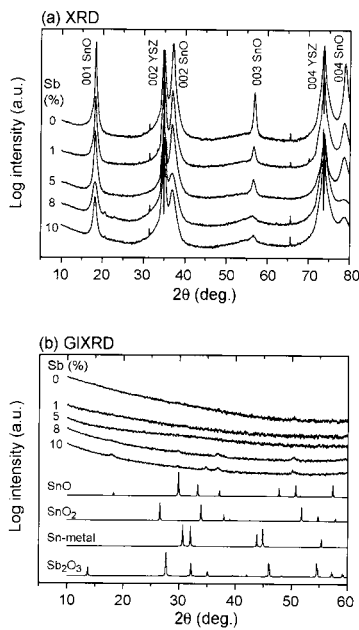 (a) XRD
001 SnO
002 YSZ
002 SnO
003 SnO
004 YSZ
004 SnO
Sb
(%)
0
1
5
8
10
Log intensity (a.u.)
10 20 30 40 50 60 70 80
2θ (deg.)
(b) GIXRD
Sb (%)
0
1
5
8
10
SnO
SnO₂
Sn-metal
Sb₂O₃
Log intensity (a.u.)
10 20 30 40 50 60
2θ (deg.)